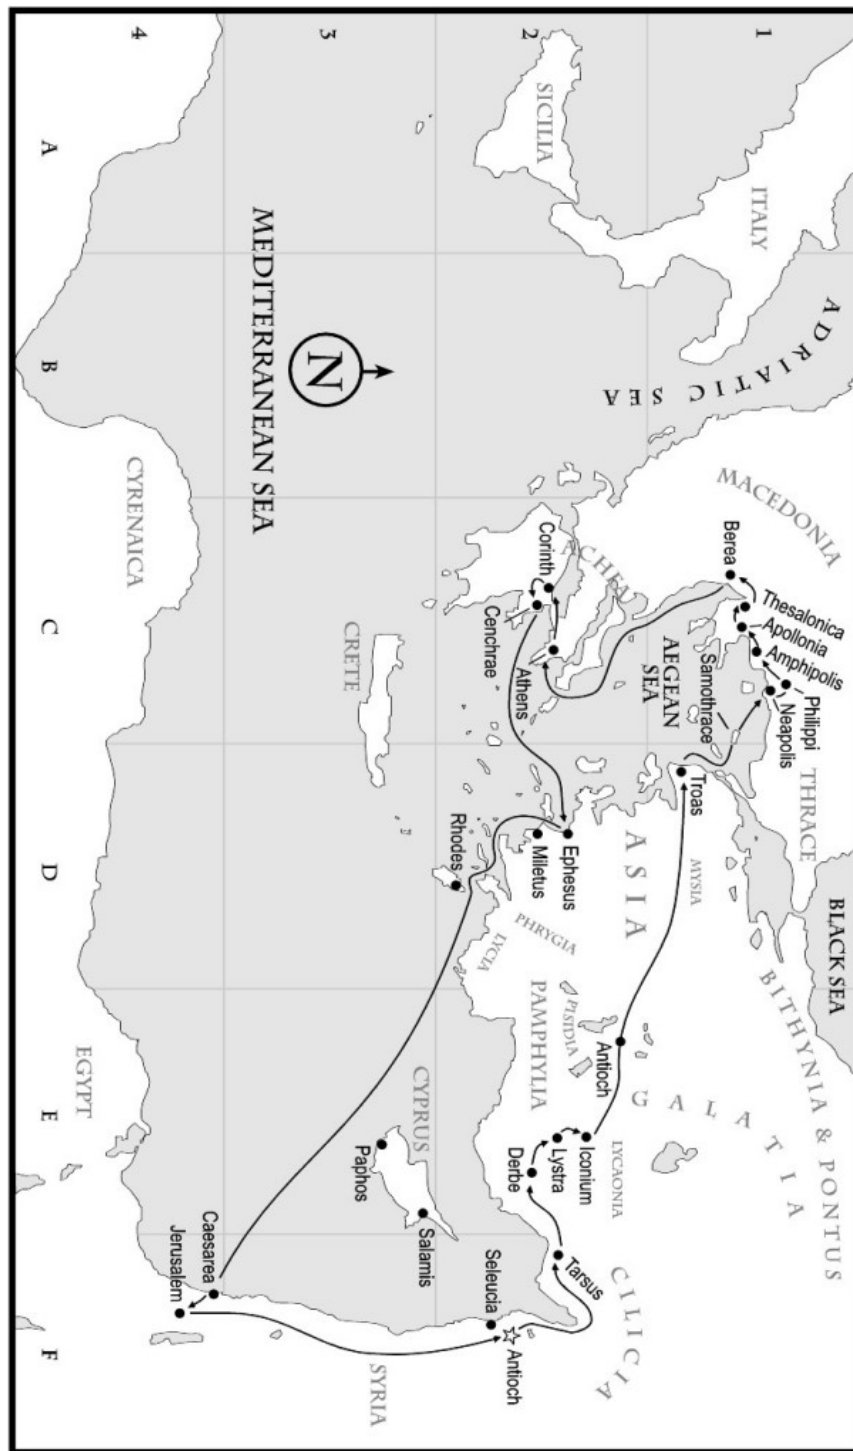 1
2
3
4
A
B
C
D
E
F
ITALY
SICILIA
ADRIATIC SEA
MEDITERRANEAN SEA
N
MACEDONIA
Berea
Thesalonica
Apollonia
Amphipolis
Philippi
Neapolis
Samothrace
THRACE
BLACK SEA
BITHYNIA & PONTUS
AEGEAN
SEA
ACHEA
Corinth
Cenchrae
Athens
CRETE
CYRENAICA
Troas
MYSIA
ASIA
Ephesus
Miletus
Rhodes
PHRYGIA
LYCIA
PAMPHYLIA
PISIDIA
Antioch
GALATIA
LYCAONIA
Iconium
Lystra
Derbe
CYPRUS
Paphos
Salamis
EGYPT
Tarsus
CILICIA
Seleucia
Antioch
SYRIA
Caesarea
Jerusalem